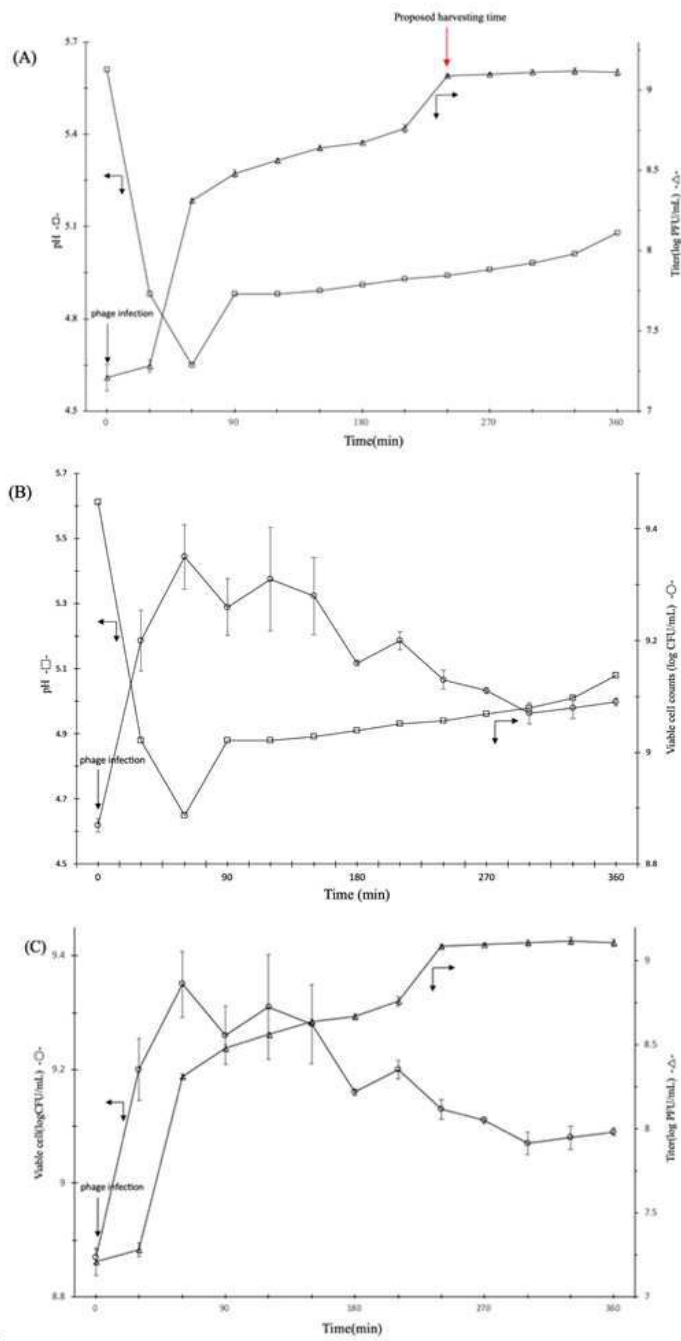 Proposed harvesting time
(A)
5.7
5.4
5.1
4.8
4.5
pH -□-
phage infection
9
8.5
8
7.5
7
Titer(log PFU/mL) -△-
0
90
180
270
360
Time(min)
(B)
5.7
5.5
5.3
5.1
4.9
4.7
4.5
pH -□-
phage infection
9.4
9.2
9
8.8
Viable cell counts (log CFU/mL) -○-
0
90
180
270
360
Time (min)
(C)
9.4
9.2
9
8.8
Viable cell(logCFU/mL) -○-
phage infection
9
8.5
8
7.5
7
Titer(log PFU/mL) -△-
0
90
180
270
360
Time(min)